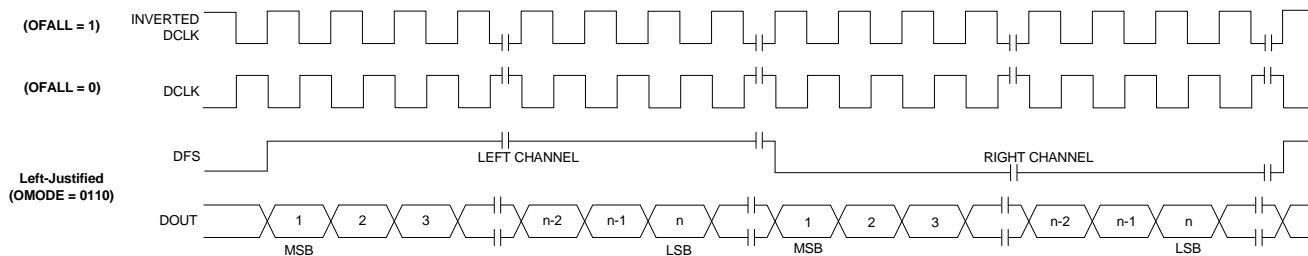 (OFALL = 1)
INVERTED
DCLK
(OFALL = 0)
DCLK
DFS
LEFT CHANNEL
RIGHT CHANNEL
Left-Justified
(OMODE = 0110)
DOUT
1 2 3 n-2 n-1 n 1 2 3 n-2 n-1 n
MSB LSB MSB LSB